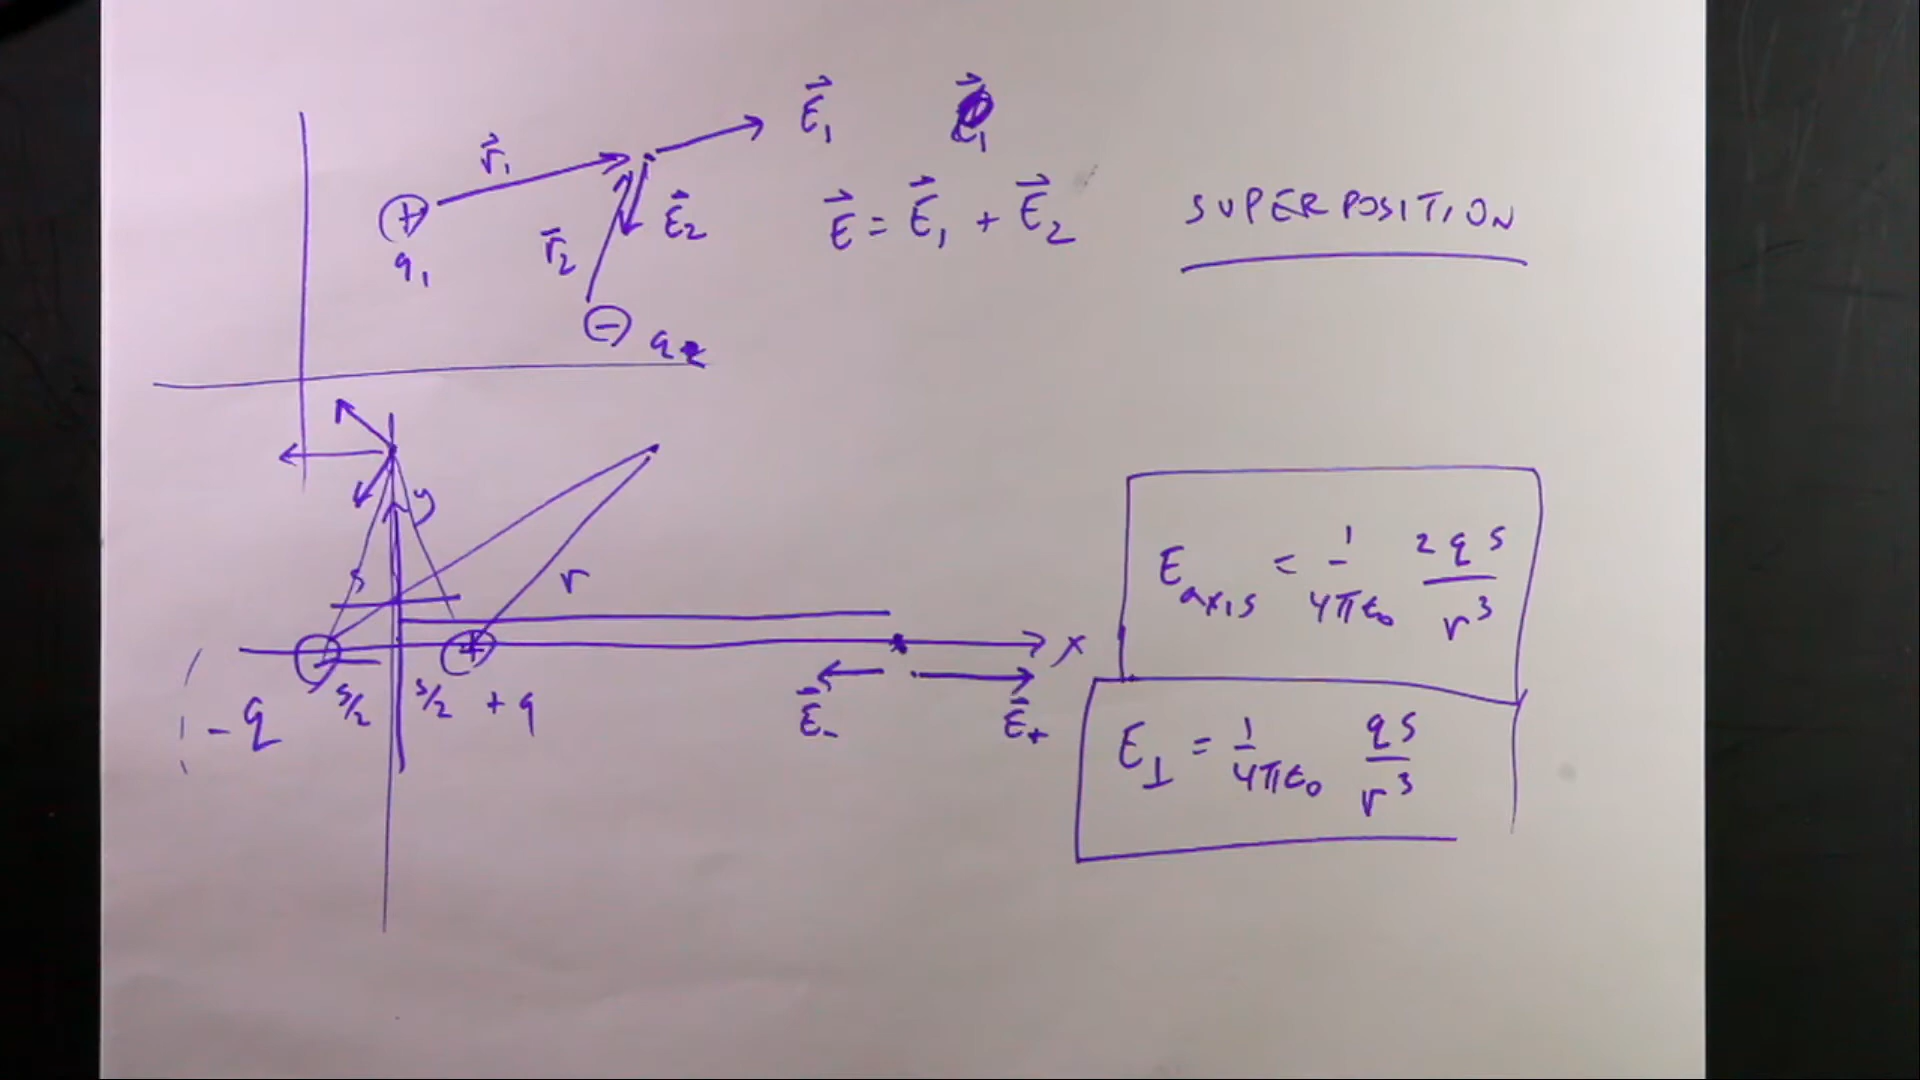 r⃗₁
E⃗₁
E⃗₁
+
q₁
r⃗₂
E⃗₂
E⃗ = E⃗₁ + E⃗₂
SUPERPOSITION
−
q₂
y
s
r
E_axis = 1/4πε₀ 2qs/r³
+
x
-q
s/2
s/2
+q
E⃗₋
E⃗₊
E⊥ = 1/4πε₀ qs/r³